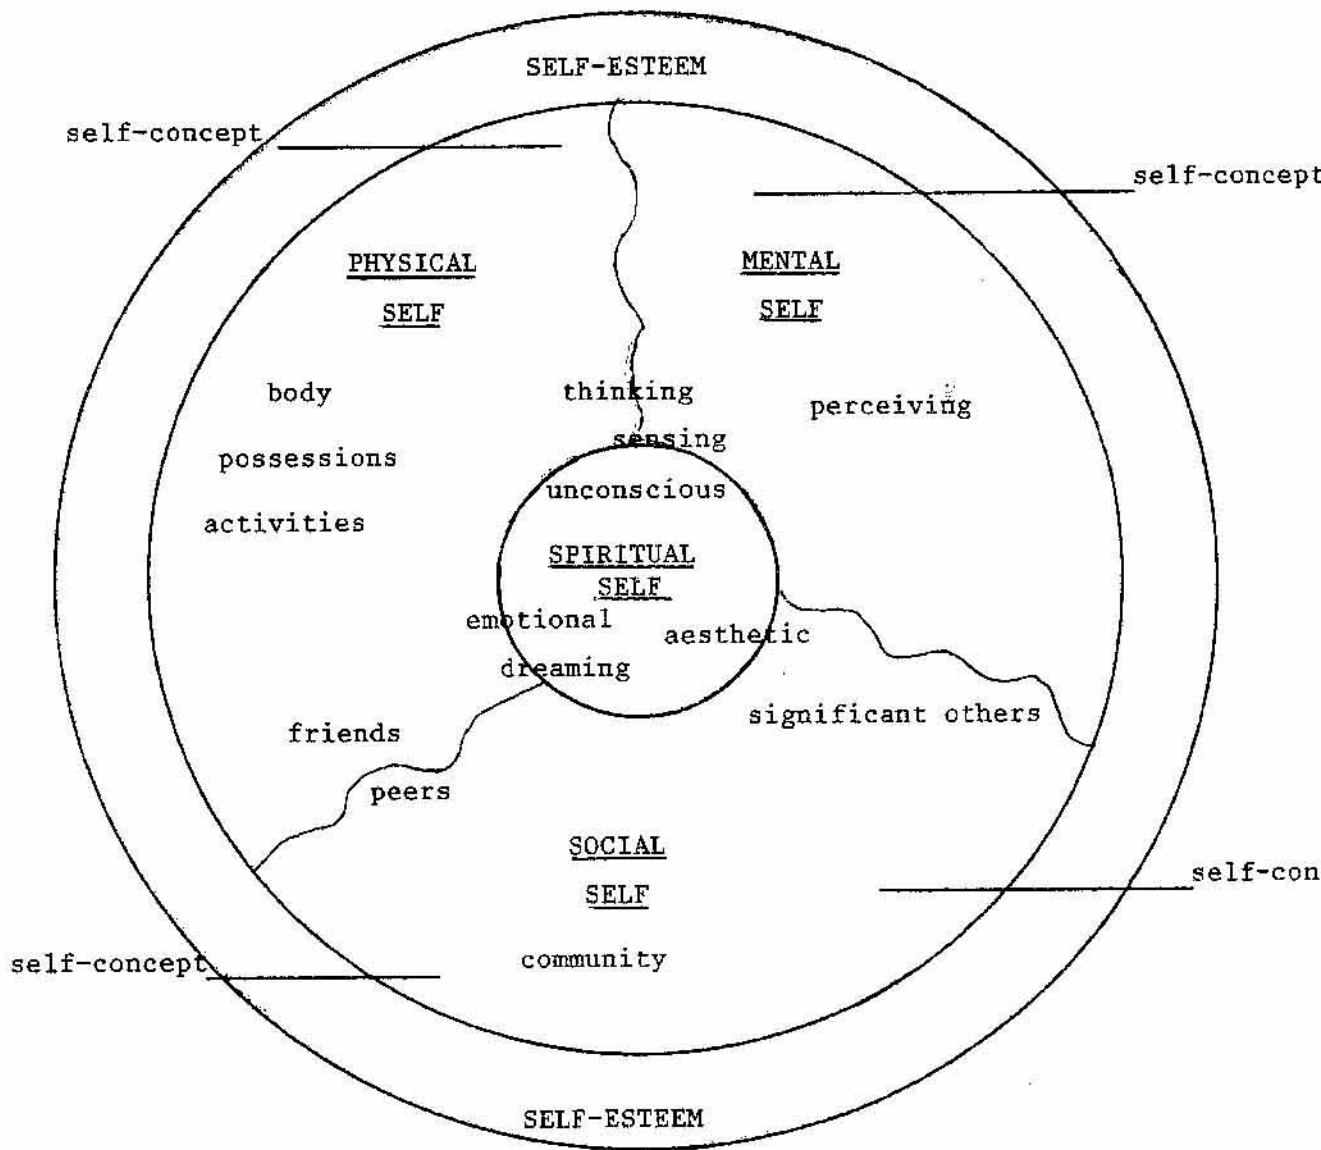 SELF-ESTEEM
self-concept
self-concept
PHYSICAL
SELF
MENTAL
SELF
body
thinking
perceiving
sensing
possessions
unconscious
activities
SPIRITUAL
SELF
emotional
aesthetic
dreaming
significant others
friends
peers
SOCIAL
SELF
self-con
community
self-concept
SELF-ESTEEM